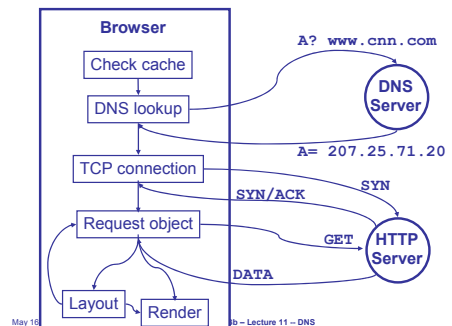 Browser
A? www.cnn.com
Check cache
DNS
Server
DNS lookup
A= 207.25.71.20
TCP connection
SYN
SYN/ACK
Request object
HTTP
Server
GET
DATA
Layout
Render
May 16
3b – Lecture 11 -- DNS